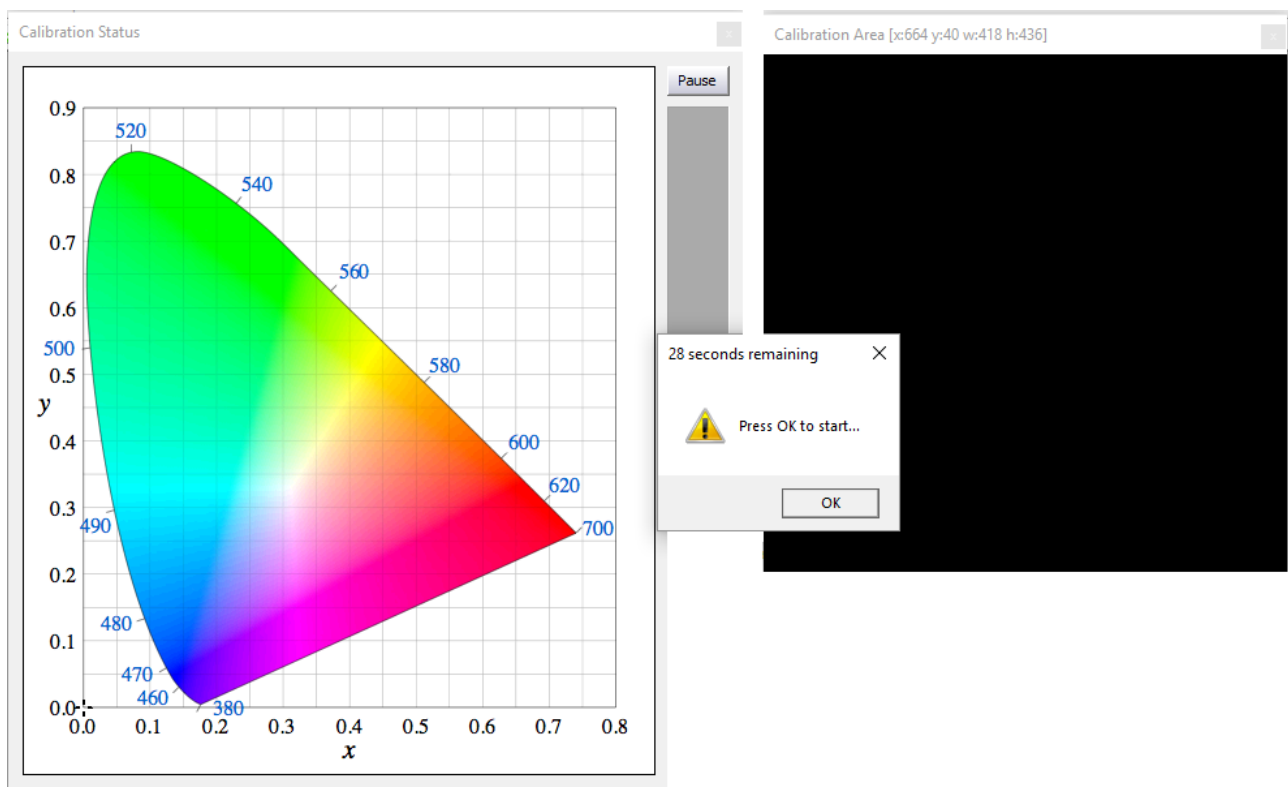 Calibration Status
x
Calibration Area [x:664 y:40 w:418 h:436]
x
Pause
0.9
520
0.8
540
0.7
560
0.6
500
580
0.5
y
0.4
600
620
0.3
490
700
0.2
480
0.1
470
460
0.0
380
0.0 0.1 0.2 0.3 0.4 0.5 0.6 0.7 0.8
x
28 seconds remaining
Press OK to start...
OK